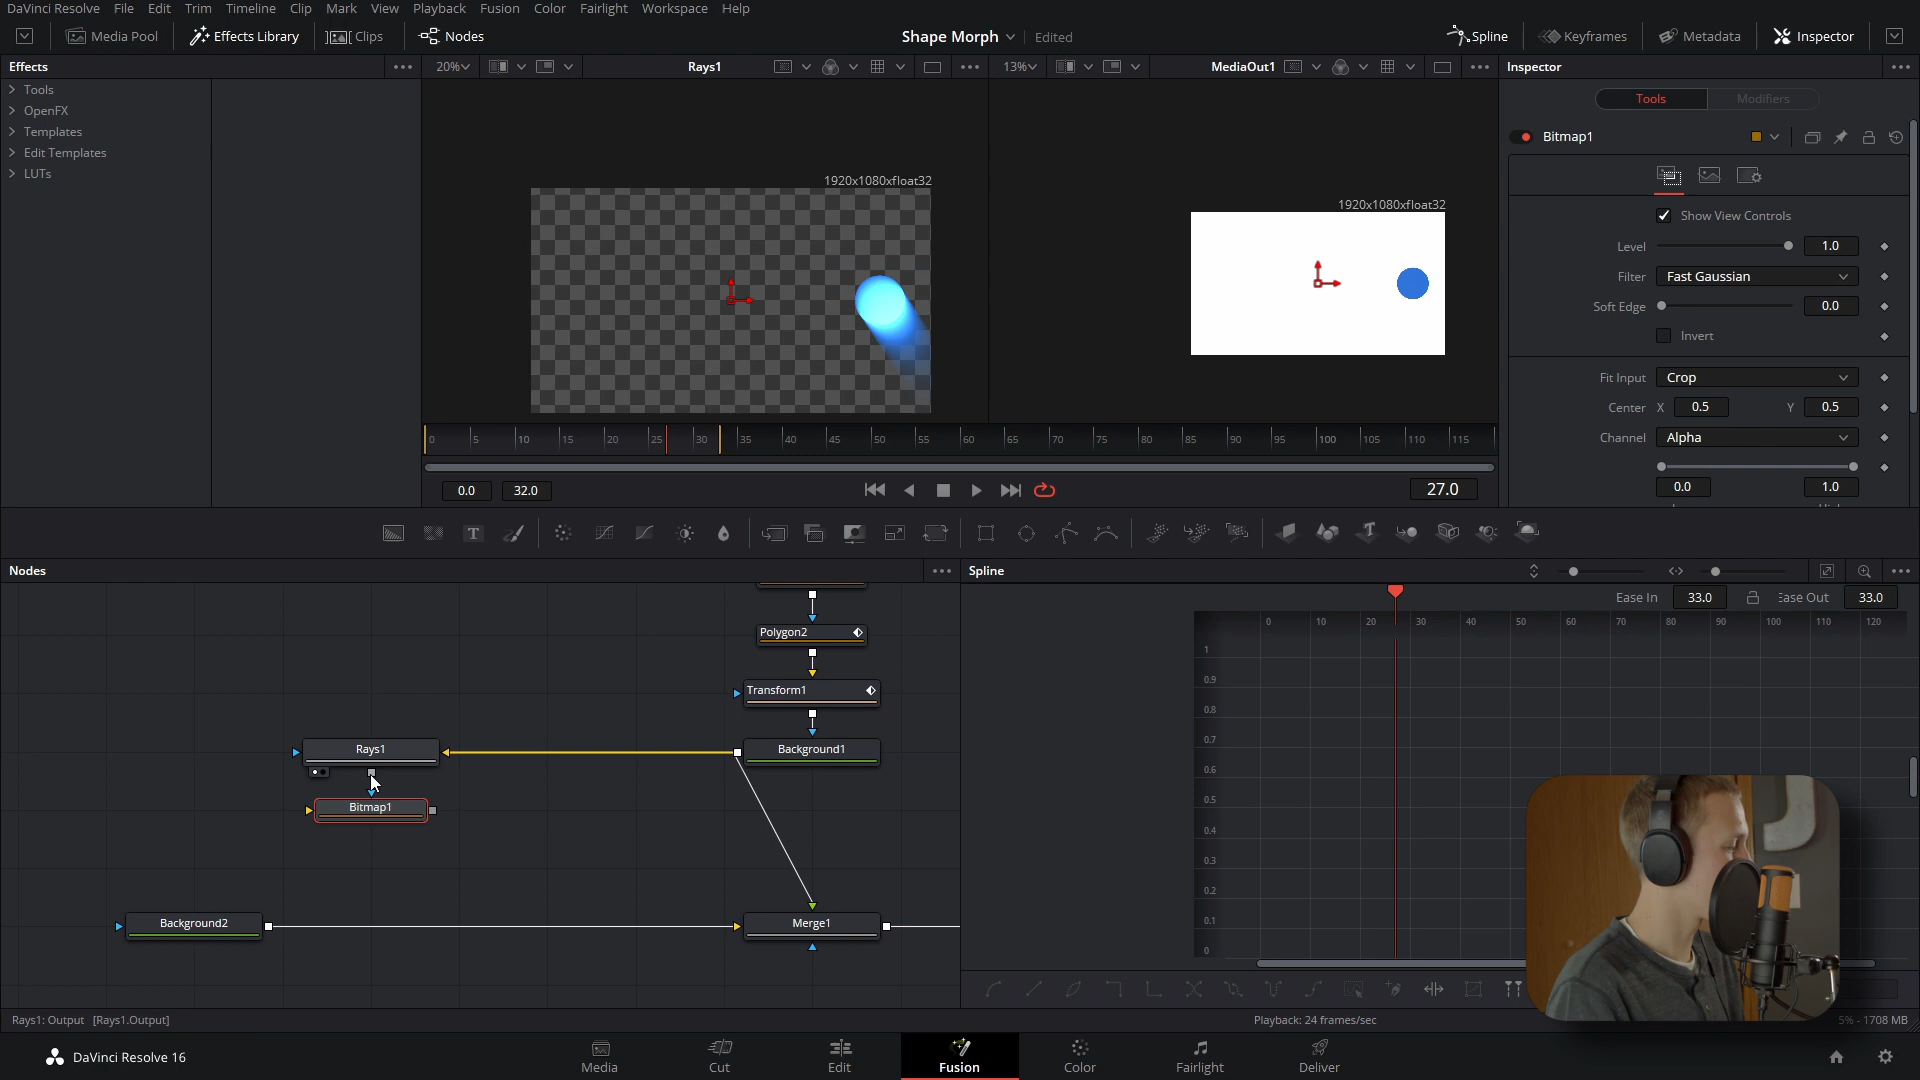 DaVinci Resolve File Edit Trim Timeline Clip Mark View Playback Fusion Color Fairlight Workspace Help
Media Pool Effects Library Clips Nodes Shape Morph Edited Spline Keyframes Metadata Inspector
Effects 20% Rays1 13% MediaOut1 Inspector
Tools
OpenFX
Templates
Edit Templates
LUTs
1920x1080xfloat32
1920x1080xfloat32
Tools Modifiers
Bitmap1
Show View Controls
Level 1.0
Filter Fast Gaussian
Soft Edge 0.0
Invert
Fit Input Crop
Center X 0.5 Y 0.5
Channel Alpha
0.0 1.0
0 5 10 15 20 25 30 35 40 45 50 55 60 65 70 75 80 85 90 95 100 105 110 115
0.0 32.0 27.0
Nodes
Polygon2
Transform1
Rays1
Background1
Bitmap1
Background2
Merge1
Spline
Ease In 33.0 Ease Out 33.0
0 10 20 30 40 50 60 70 80 90 100 110 120
1
0.9
0.8
0.7
0.6
0.5
0.4
0.3
0.2
0.1
0
Rays1: Output [Rays1.Output] Playback: 24 frames/sec 5% - 1708 MB
DaVinci Resolve 16 Media Cut Edit Fusion Color Fairlight Deliver